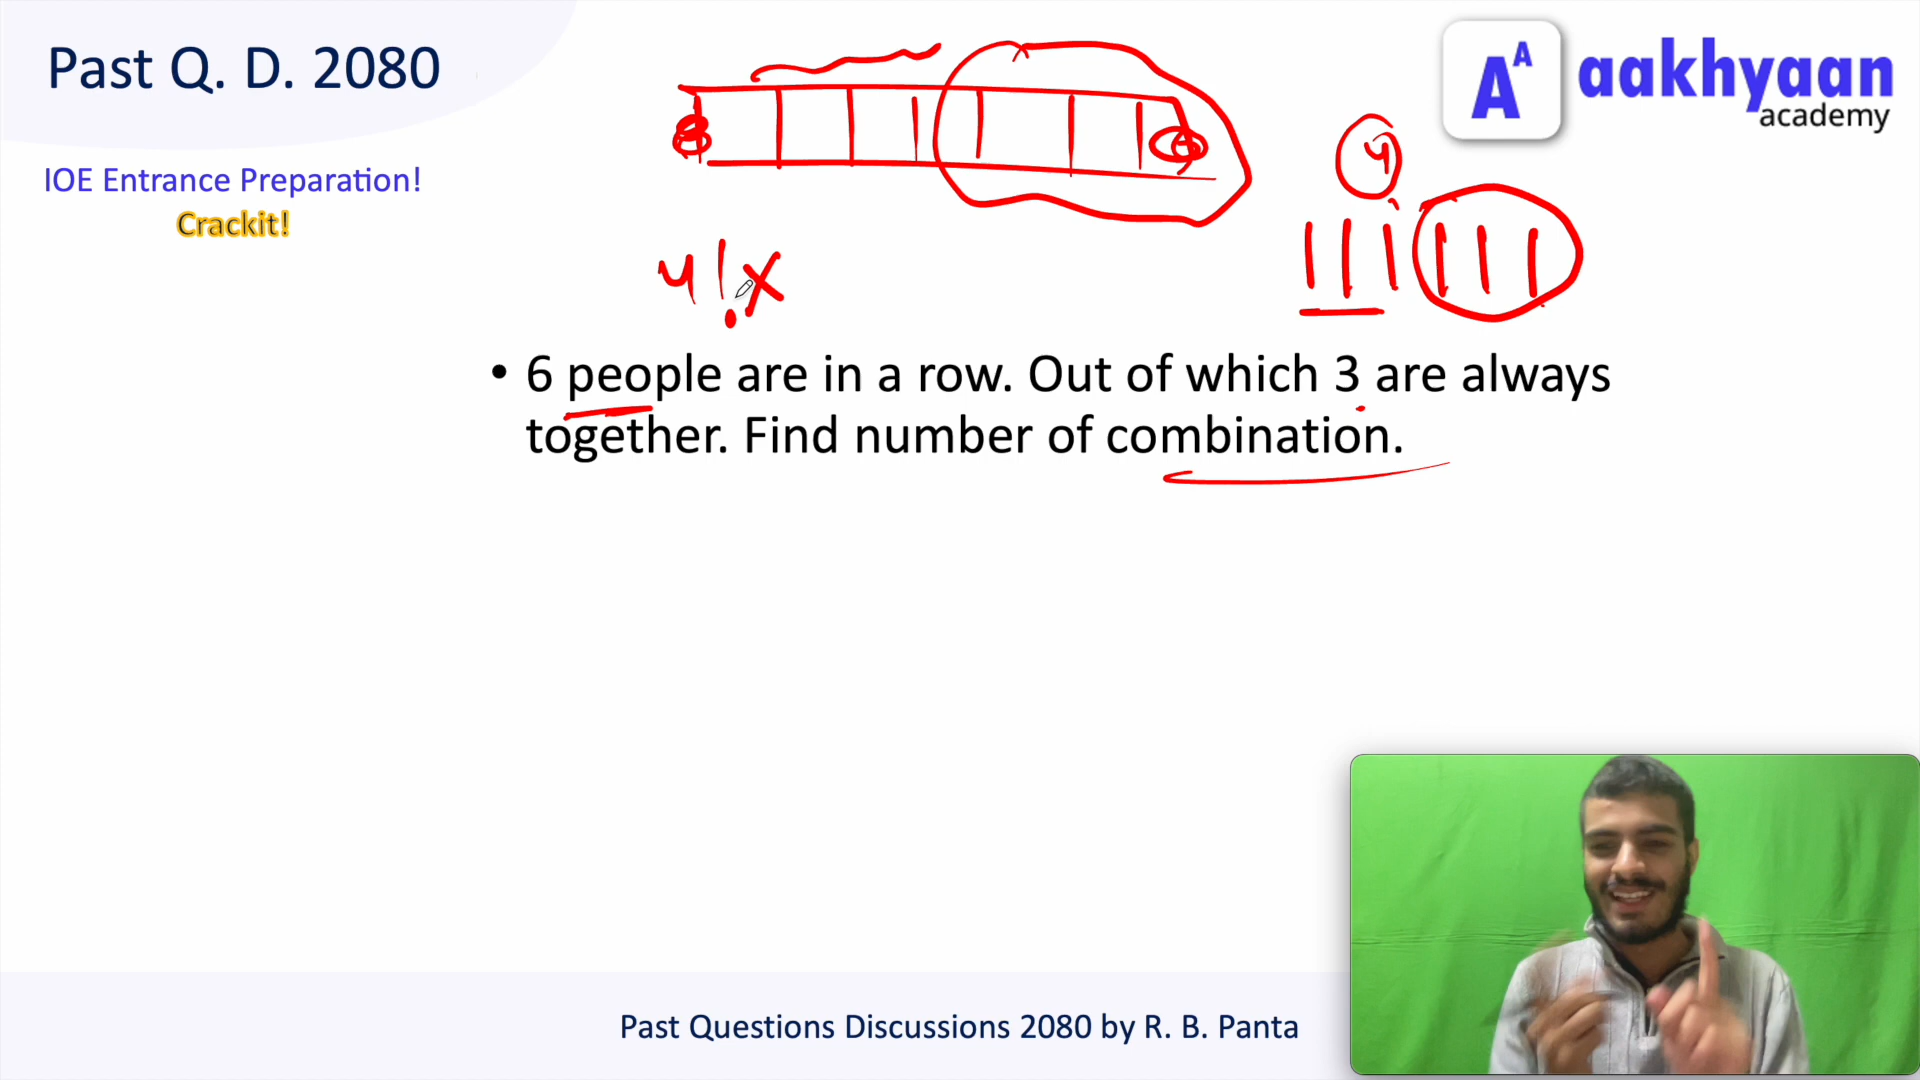 Past Q. D. 2080
IOE Entrance Preparation!
Crackit!
A^A aakhyaan
academy
4
4! X
• 6 people are in a row. Out of which 3 are always
together. Find number of combination.
Past Questions Discussions 2080 by R. B. Panta